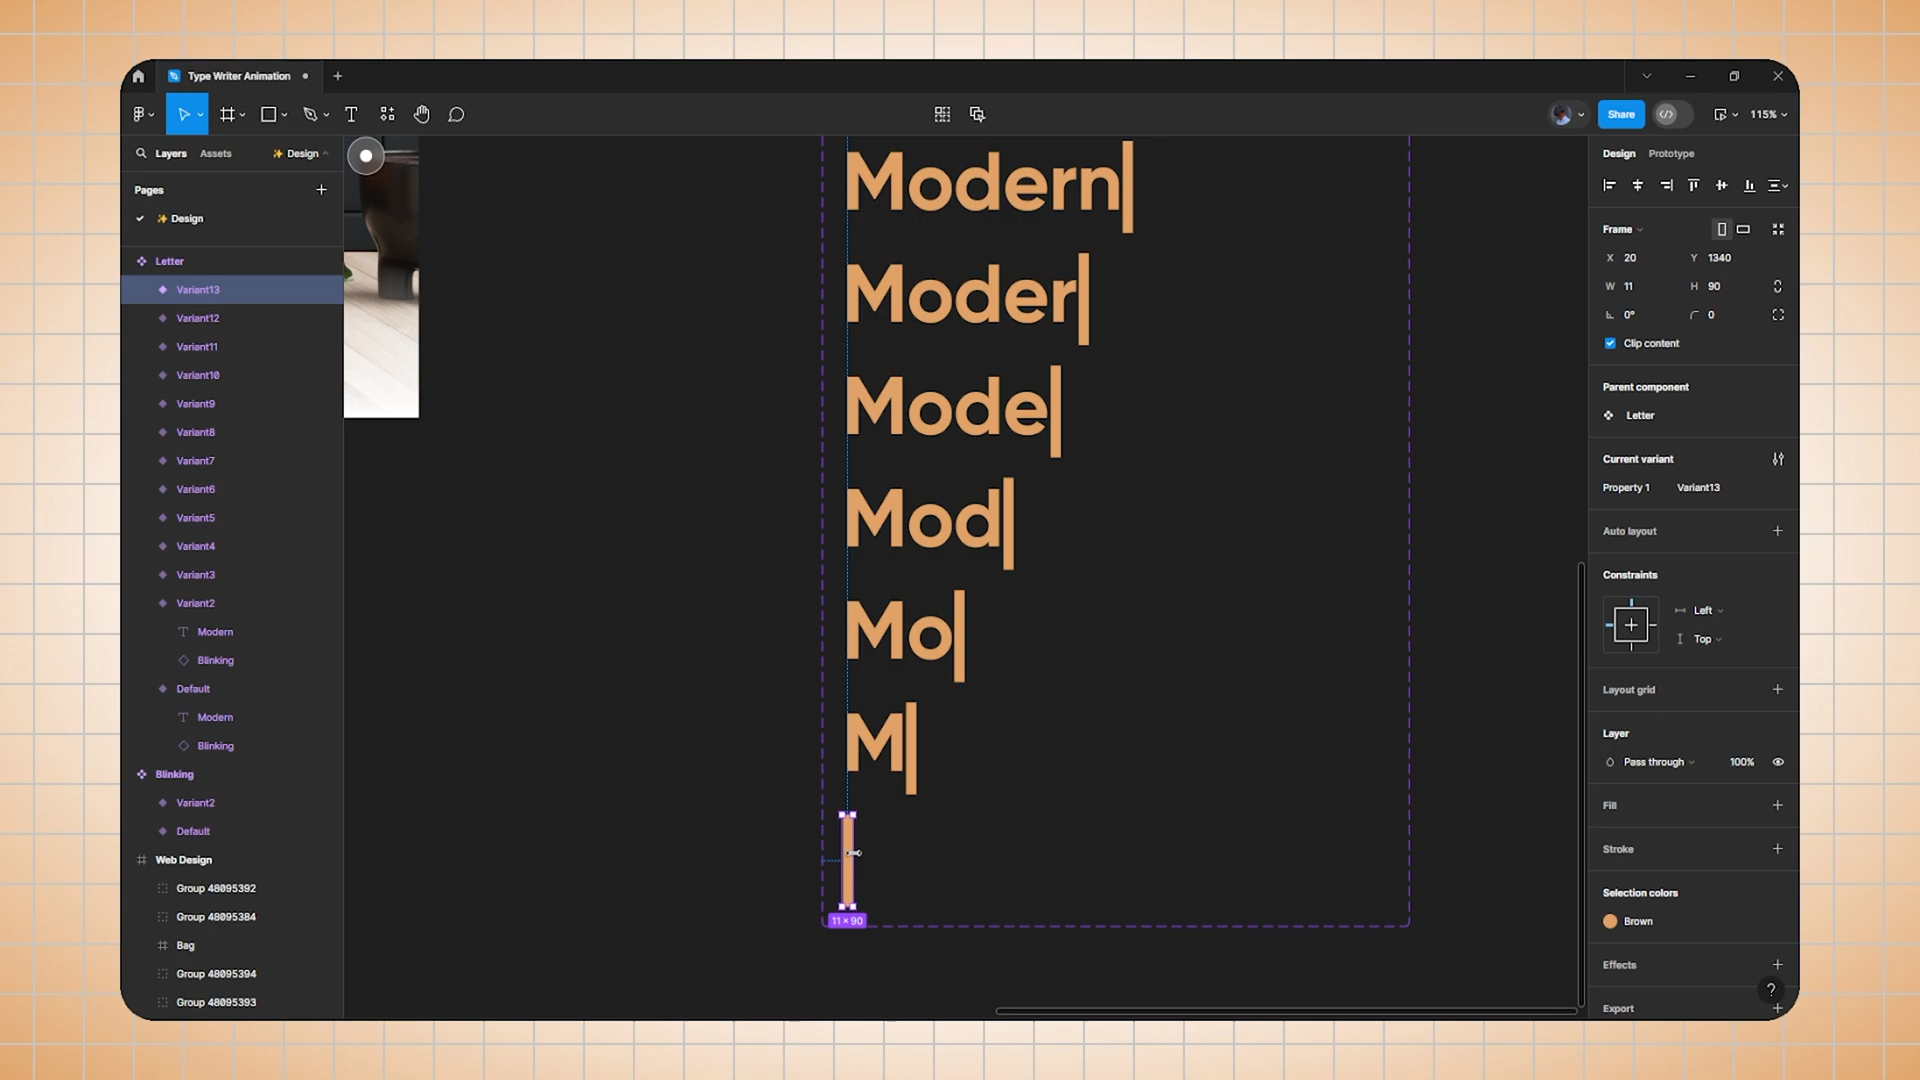 Type Writer Animation
Share
115%
Layers
Assets
✨ Design
Pages
✨ Design
Letter
Variant13
Variant12
Variant11
Variant10
Variant9
Variant8
Variant7
Variant6
Variant5
Variant4
Variant3
Variant2
Modern
Blinking
Default
Modern
Blinking
Blinking
Variant2
Default
Web Design
Group 48095392
Group 48095384
Bag
Group 48095394
Group 48095393
Modern|
Moder|
Mode|
Mod|
Mo|
M|
|
11 × 90
Design
Prototype
Frame
X 20
Y 1340
W 11
H 90
0°
0
Clip content
Parent component
Letter
Current variant
Property 1
Variant13
Auto layout
Constraints
Left
Top
Layout grid
Layer
Pass through
100%
Fill
Stroke
Selection colors
Brown
Effects
?
Export